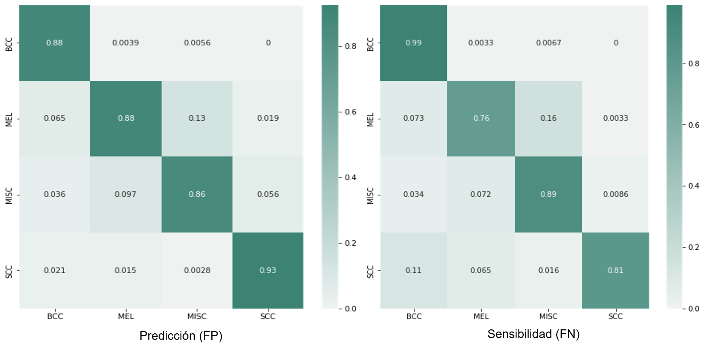 BCC 0.88 0.0039 0.0056 0
MEL 0.065 0.88 0.13 0.019
MISC 0.036 0.097 0.86 0.056
SCC 0.021 0.015 0.0028 0.93
BCC MEL MISC SCC
Predicción (FP)
0.8
0.6
0.4
0.2
0.0
BCC 0.99 0.0033 0.0067 0
MEL 0.073 0.76 0.16 0.0033
MISC 0.034 0.072 0.89 0.0086
SCC 0.11 0.065 0.016 0.81
BCC MEL MISC SCC
Sensibilidad (FN)
0.8
0.6
0.4
0.2
0.0